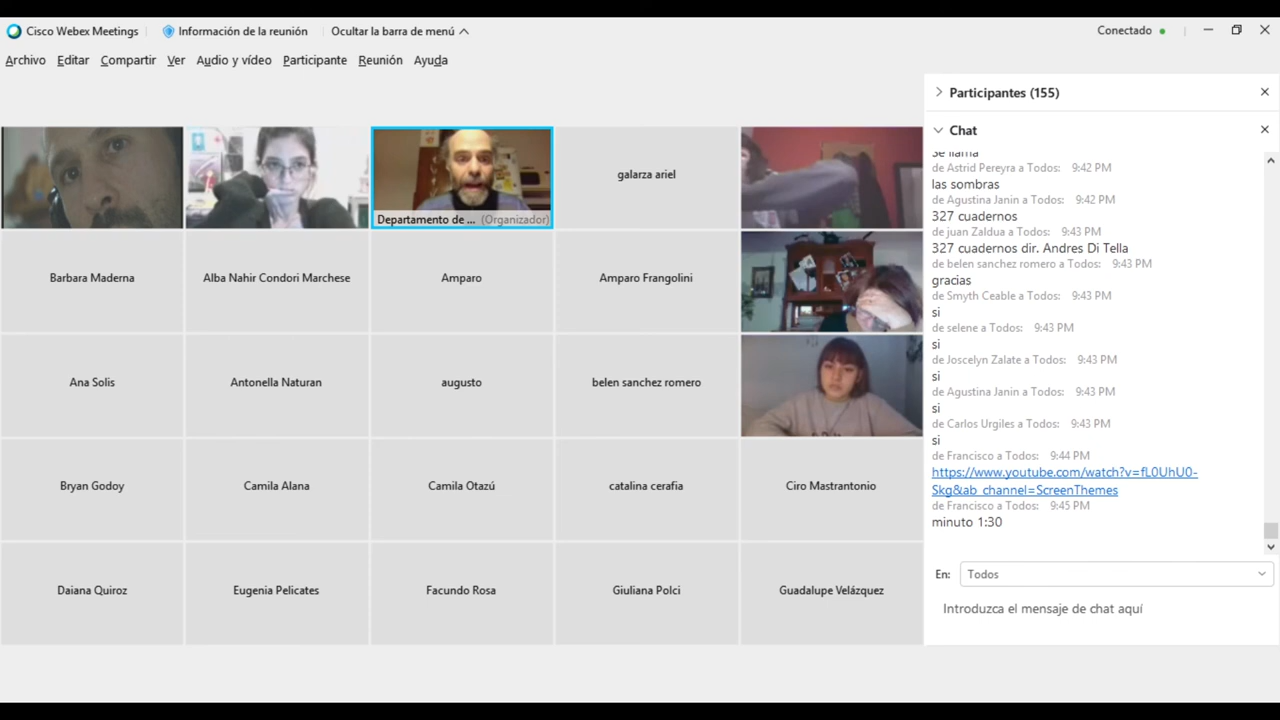 Cisco Webex Meetings
Información de la reunión
Ocultar la barra de menú
Conectado
Archivo Editar Compartir Ver Audio y vídeo Participante Reunión Ayuda
Departamento de ... (Organizador)
galarza ariel
Barbara Maderna
Alba Nahir Condori Marchese
Amparo
Amparo Frangolini
Ana Solis
Antonella Naturan
augusto
belen sanchez romero
Bryan Godoy
Camila Alana
Camila Otazú
catalina cerafia
Ciro Mastrantonio
Daiana Quiroz
Eugenia Pelicates
Facundo Rosa
Giuliana Polci
Guadalupe Velázquez
Participantes (155)
Chat
Se llama
de Astrid Pereyra a Todos: 9:42 PM
las sombras
de Agustina Janin a Todos: 9:42 PM
327 cuadernos
de juan Zaldua a Todos: 9:43 PM
327 cuadernos dir. Andres Di Tella
de belen sanchez romero a Todos: 9:43 PM
gracias
de Smyth Ceable a Todos: 9:43 PM
si
de selene a Todos: 9:43 PM
si
de Joscelyn Zalate a Todos: 9:43 PM
si
de Agustina Janin a Todos: 9:43 PM
si
de Carlos Urgiles a Todos: 9:43 PM
si
de Francisco a Todos: 9:44 PM
https://www.youtube.com/watch?v=fL0UhU0-
Skg&ab_channel=ScreenThemes
de Francisco a Todos: 9:45 PM
minuto 1:30
En: Todos
Introduzca el mensaje de chat aquí